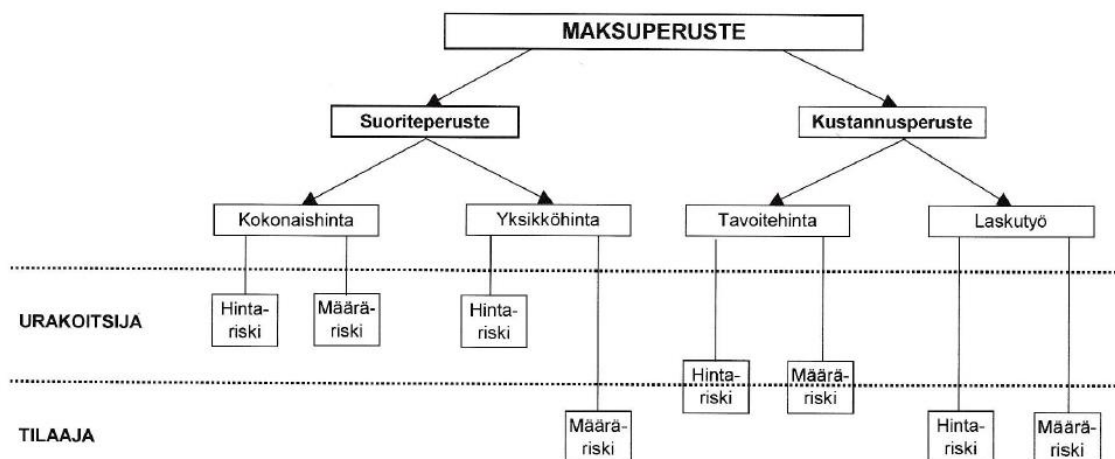 MAKSUPERUSTE
Suoriteperuste
Kustannusperuste
Kokonaishinta
Yksikköhinta
Tavoitehinta
Laskutyö
URAKOITSIJA
Hinta-
riski
Määrä-
riski
Hinta-
riski
Hinta-
riski
Määrä-
riski
TILAAJA
Määrä-
riski
Hinta-
riski
Määrä-
riski